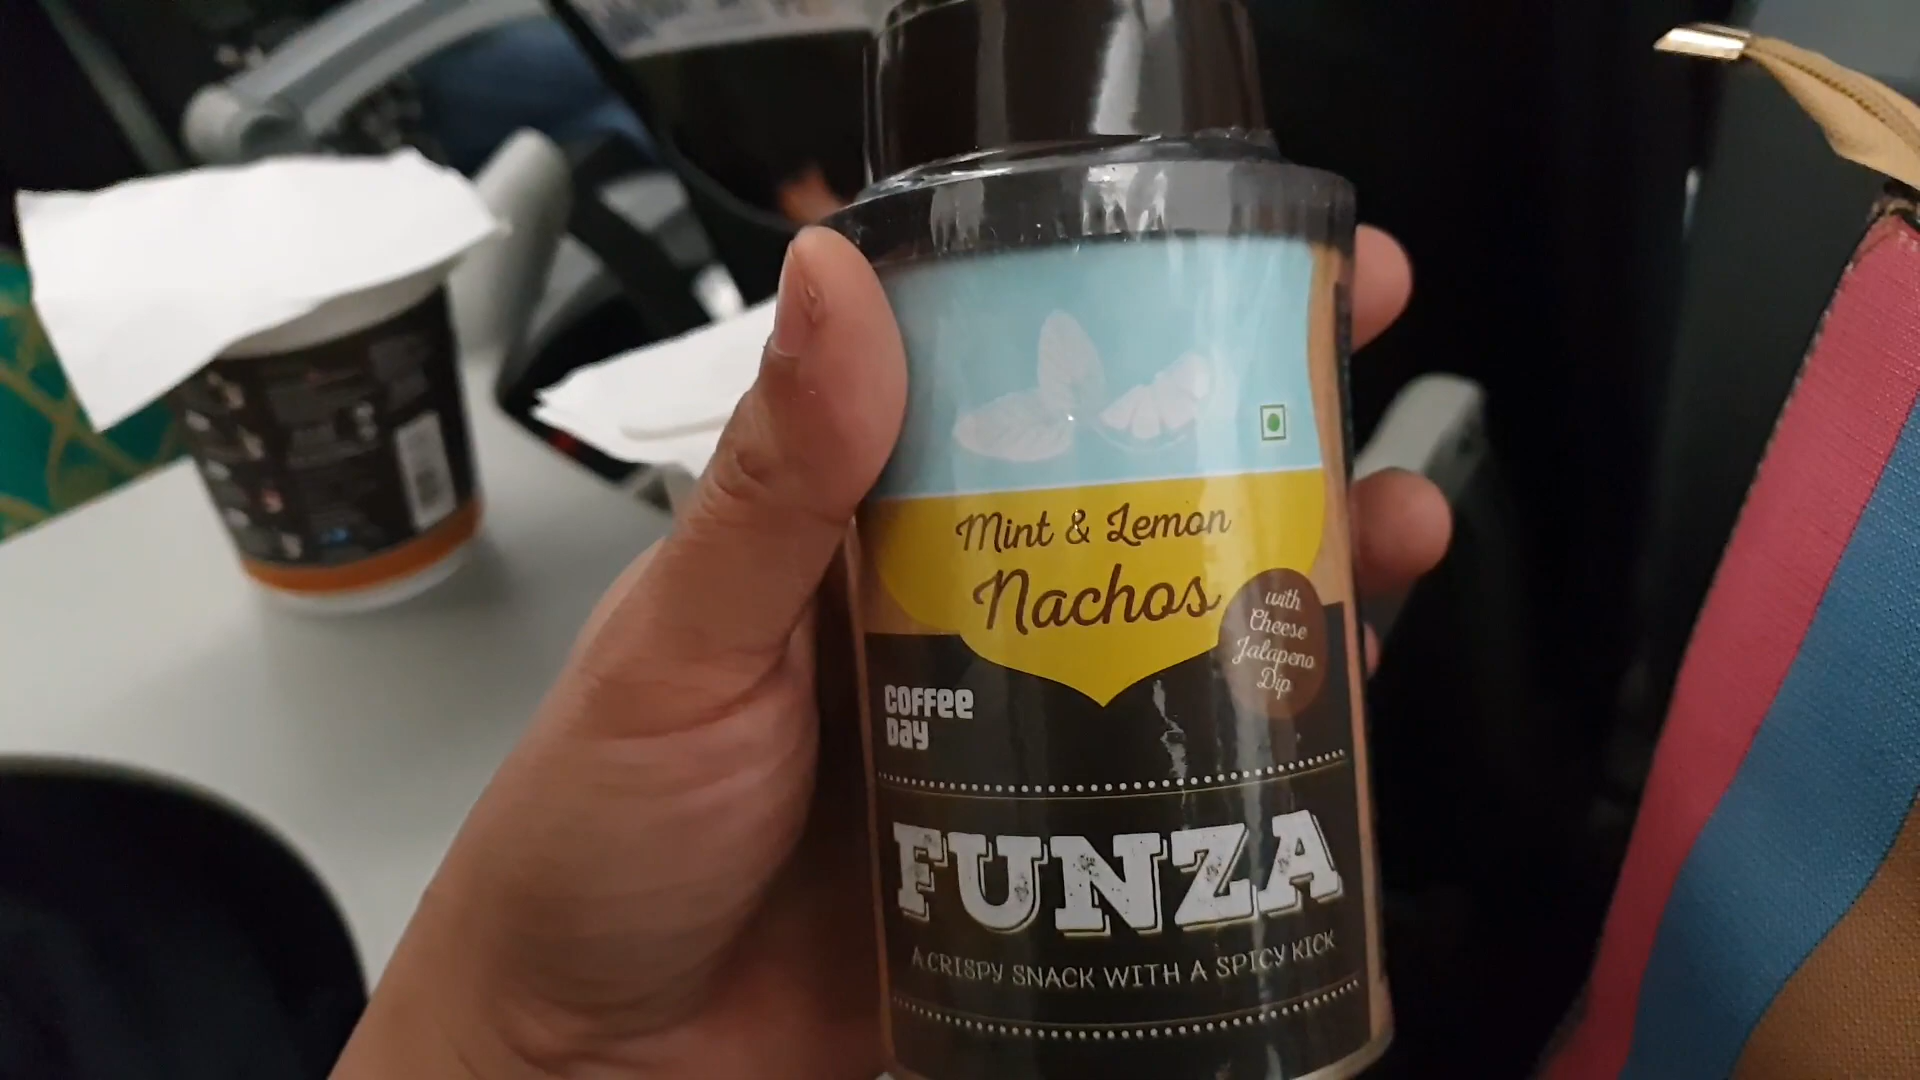 Mint & Lemon
Nachos
with
Cheese
Jalapeno
Dip
COFFEE
DAY
FUNZA
A CRISPY SNACK WITH A SPICY KICK